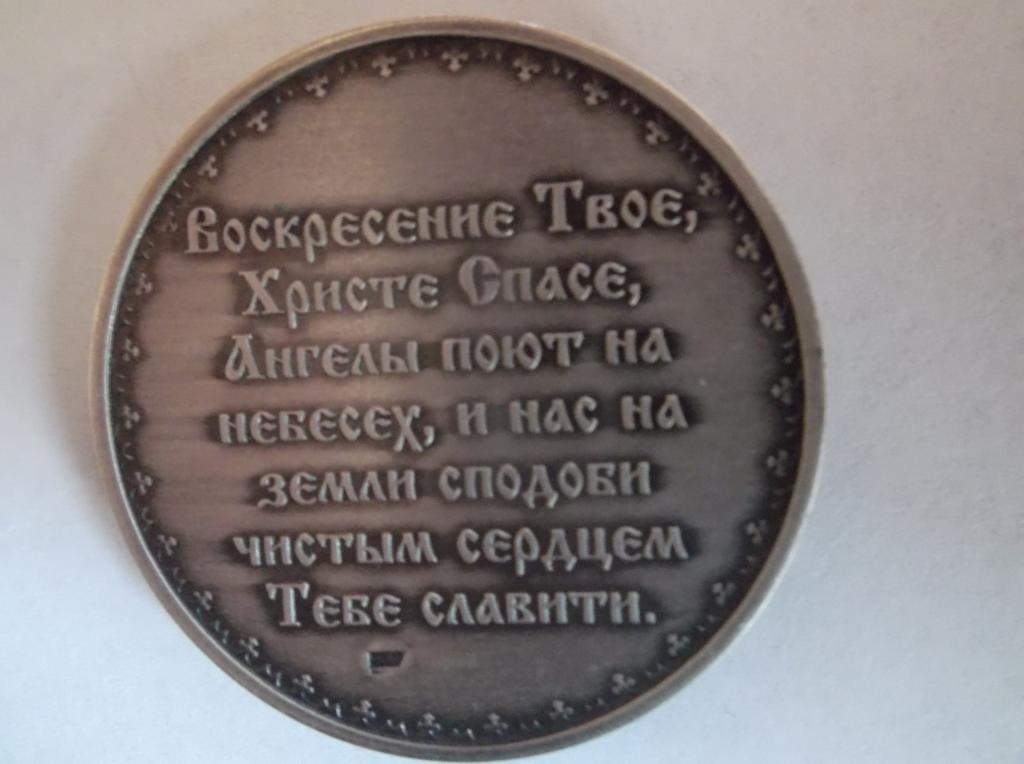 Воскресение Твое,
Христе Спасе,
Ангелы поют на
небесех, и нас на
земли сподоби
чистым сердцем
Тебе славити.